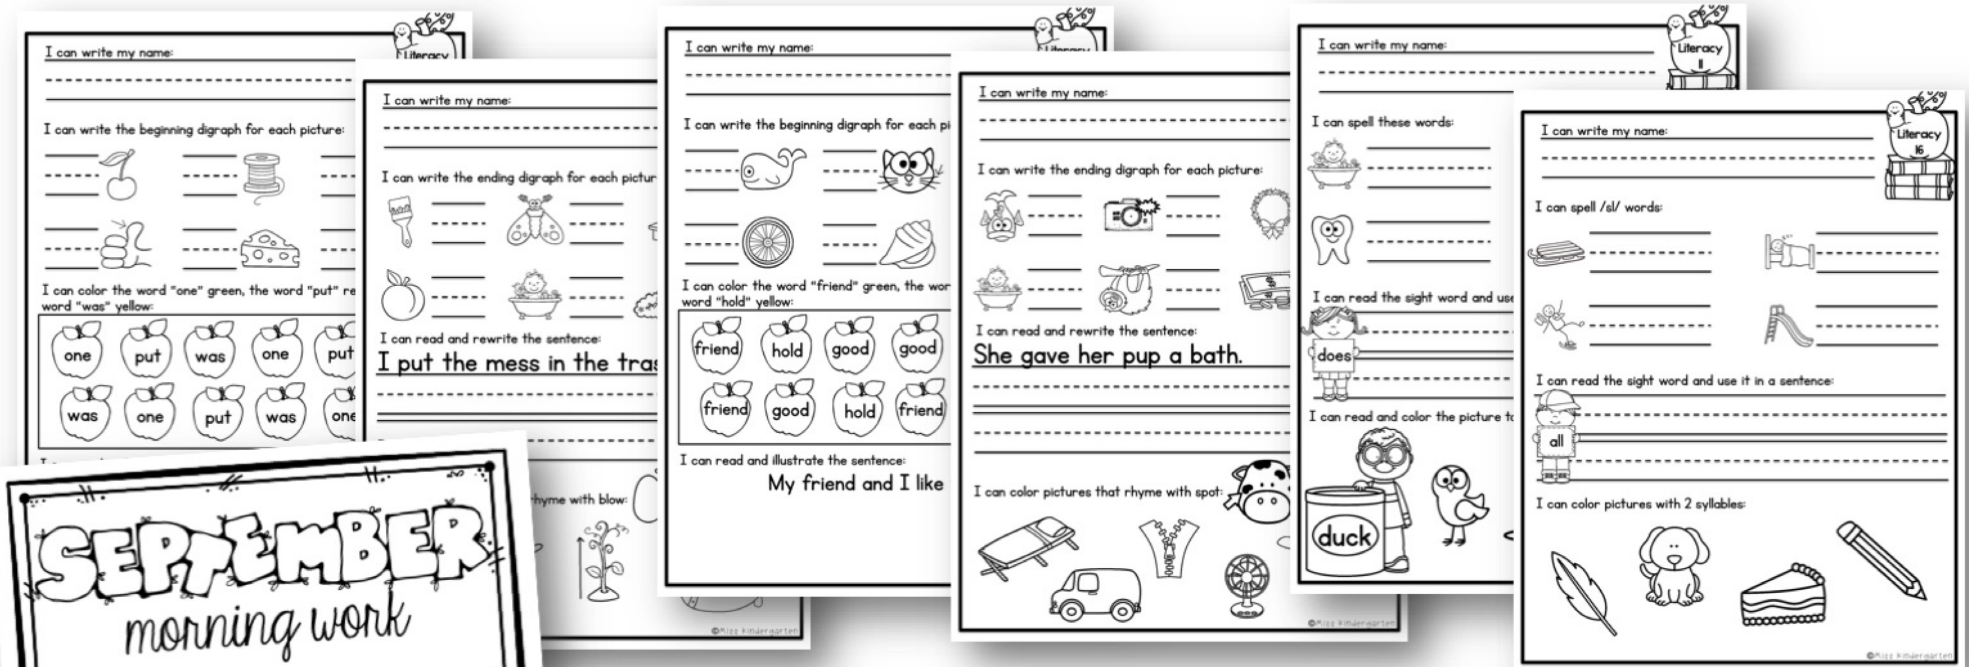 I can write my name:
Literacy
I can write the beginning digraph for each picture:
I can color the word "one" green, the word "put" re
word "was" yellow:
one put was one put
was one put was one
I can write my name:
I can write the ending digraph for each pictur
I can read and rewrite the sentence:
I put the mess in the tras
hyme with blow:
©Miss Kindergarten
I can write my name:
Literacy
I can write the beginning digraph for each pi
I can color the word "friend" green, the wor
word "hold" yellow:
friend hold good good
friend good hold friend
I can read and illustrate the sentence:
My friend and I like
I can write my name:
I can write the ending digraph for each picture:
I can read and rewrite the sentence:
She gave her pup a bath.
I can color pictures that rhyme with spot:
©Miss Kindergarten
I can write my name:
Literacy
11
I can spell these words:
I can read the sight word and use
does
I can read and color the picture to
duck
I can write my name:
Literacy
16
I can spell /sl/ words:
I can read the sight word and use it in a sentence:
all
I can color pictures with 2 syllables:
©Miss Kindergarten
SEPTEMBER
morning work